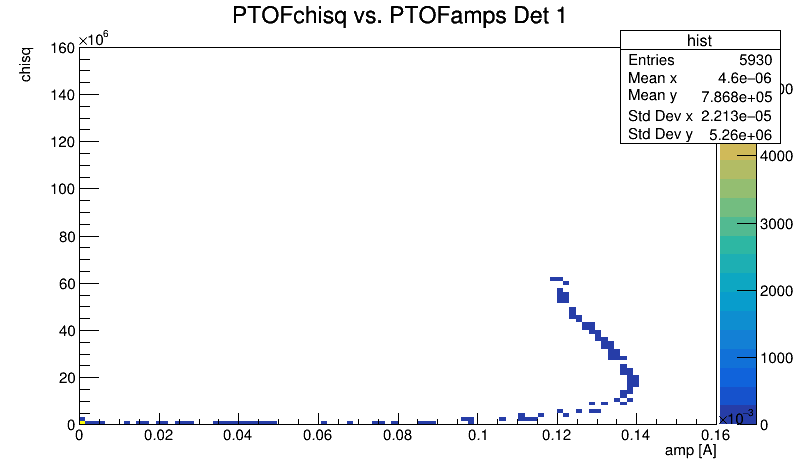 PTOFchisq vs. PTOFamps Det 1
×10⁶
chisq
160
140
120
100
80
60
40
20
0
hist
Entries 5930
Mean x 4.6e−06
Mean y 7.868e+05
Std Dev x 2.213e−05
Std Dev y 5.26e+06
4000
3000
2000
1000
0
×10⁻³
0 0.02 0.04 0.06 0.08 0.1 0.12 0.14 0.16
amp [A]